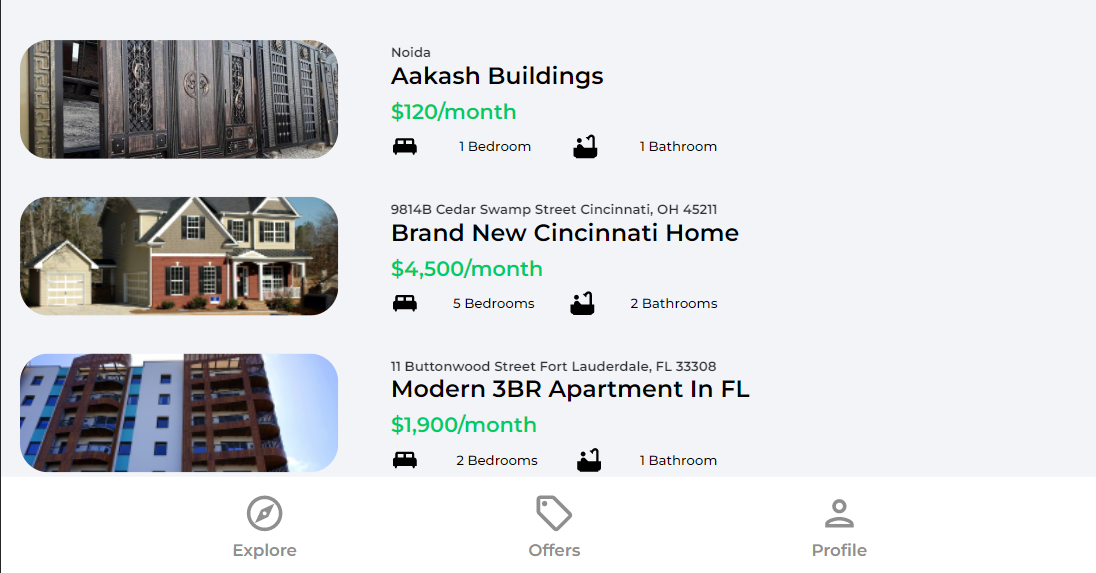 Noida
Aakash Buildings
$120/month
1 Bedroom 1 Bathroom
9814B Cedar Swamp Street Cincinnati, OH 45211
Brand New Cincinnati Home
$4,500/month
5 Bedrooms 2 Bathrooms
11 Buttonwood Street Fort Lauderdale, FL 33308
Modern 3BR Apartment In FL
$1,900/month
2 Bedrooms 1 Bathroom
Explore Offers Profile